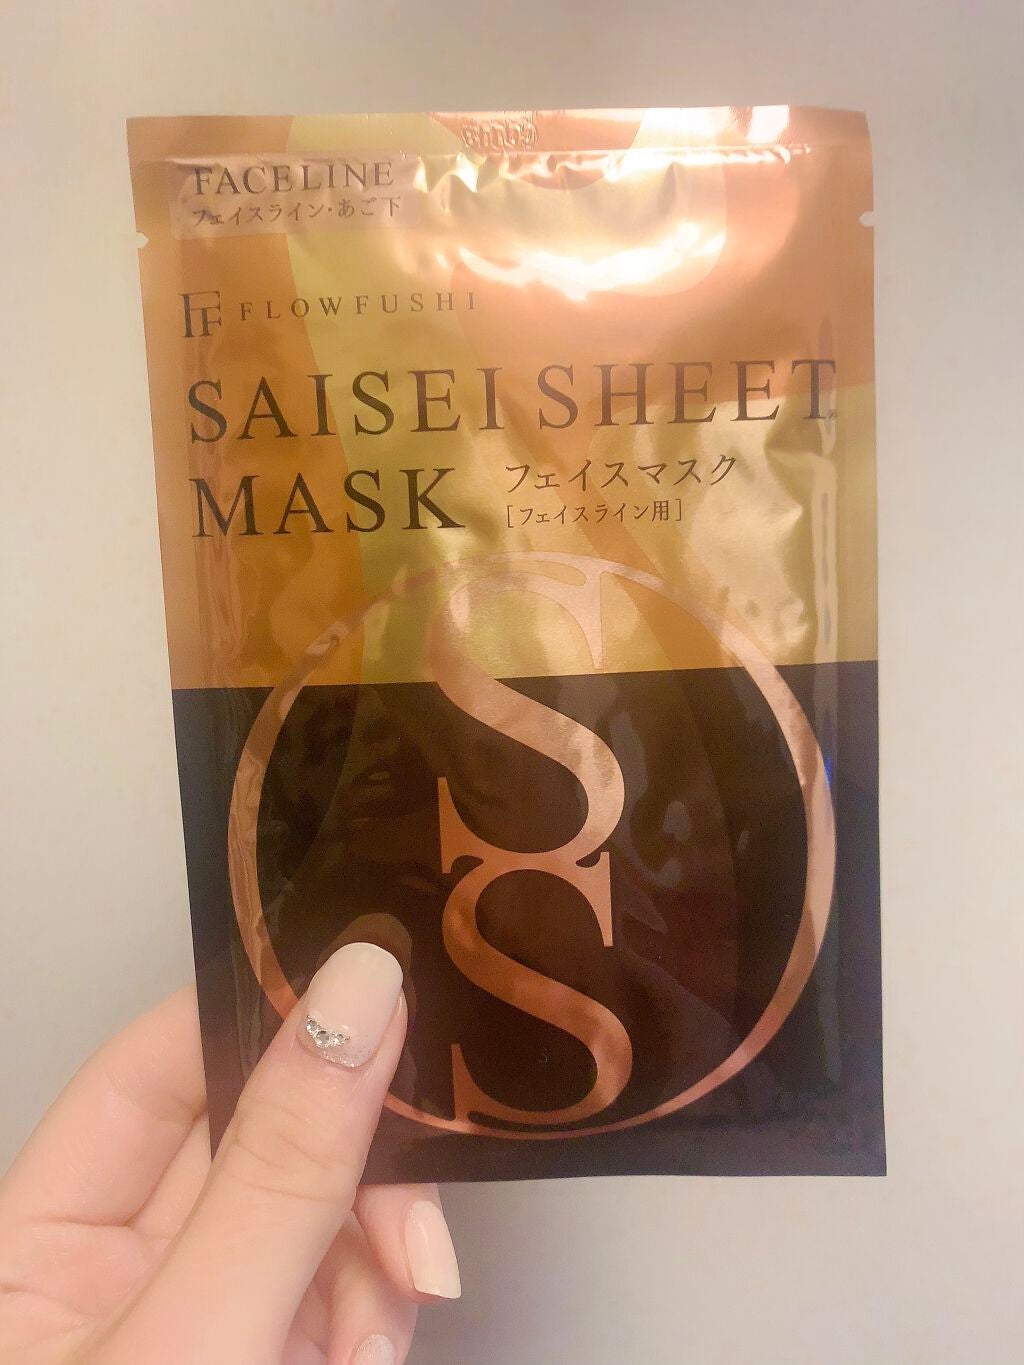 FACELINE
フェイスライン・あご下
FF FLOWFUSHI
SAISEI SHEET
MASK フェイスマスク
[フェイスライン用]
SS